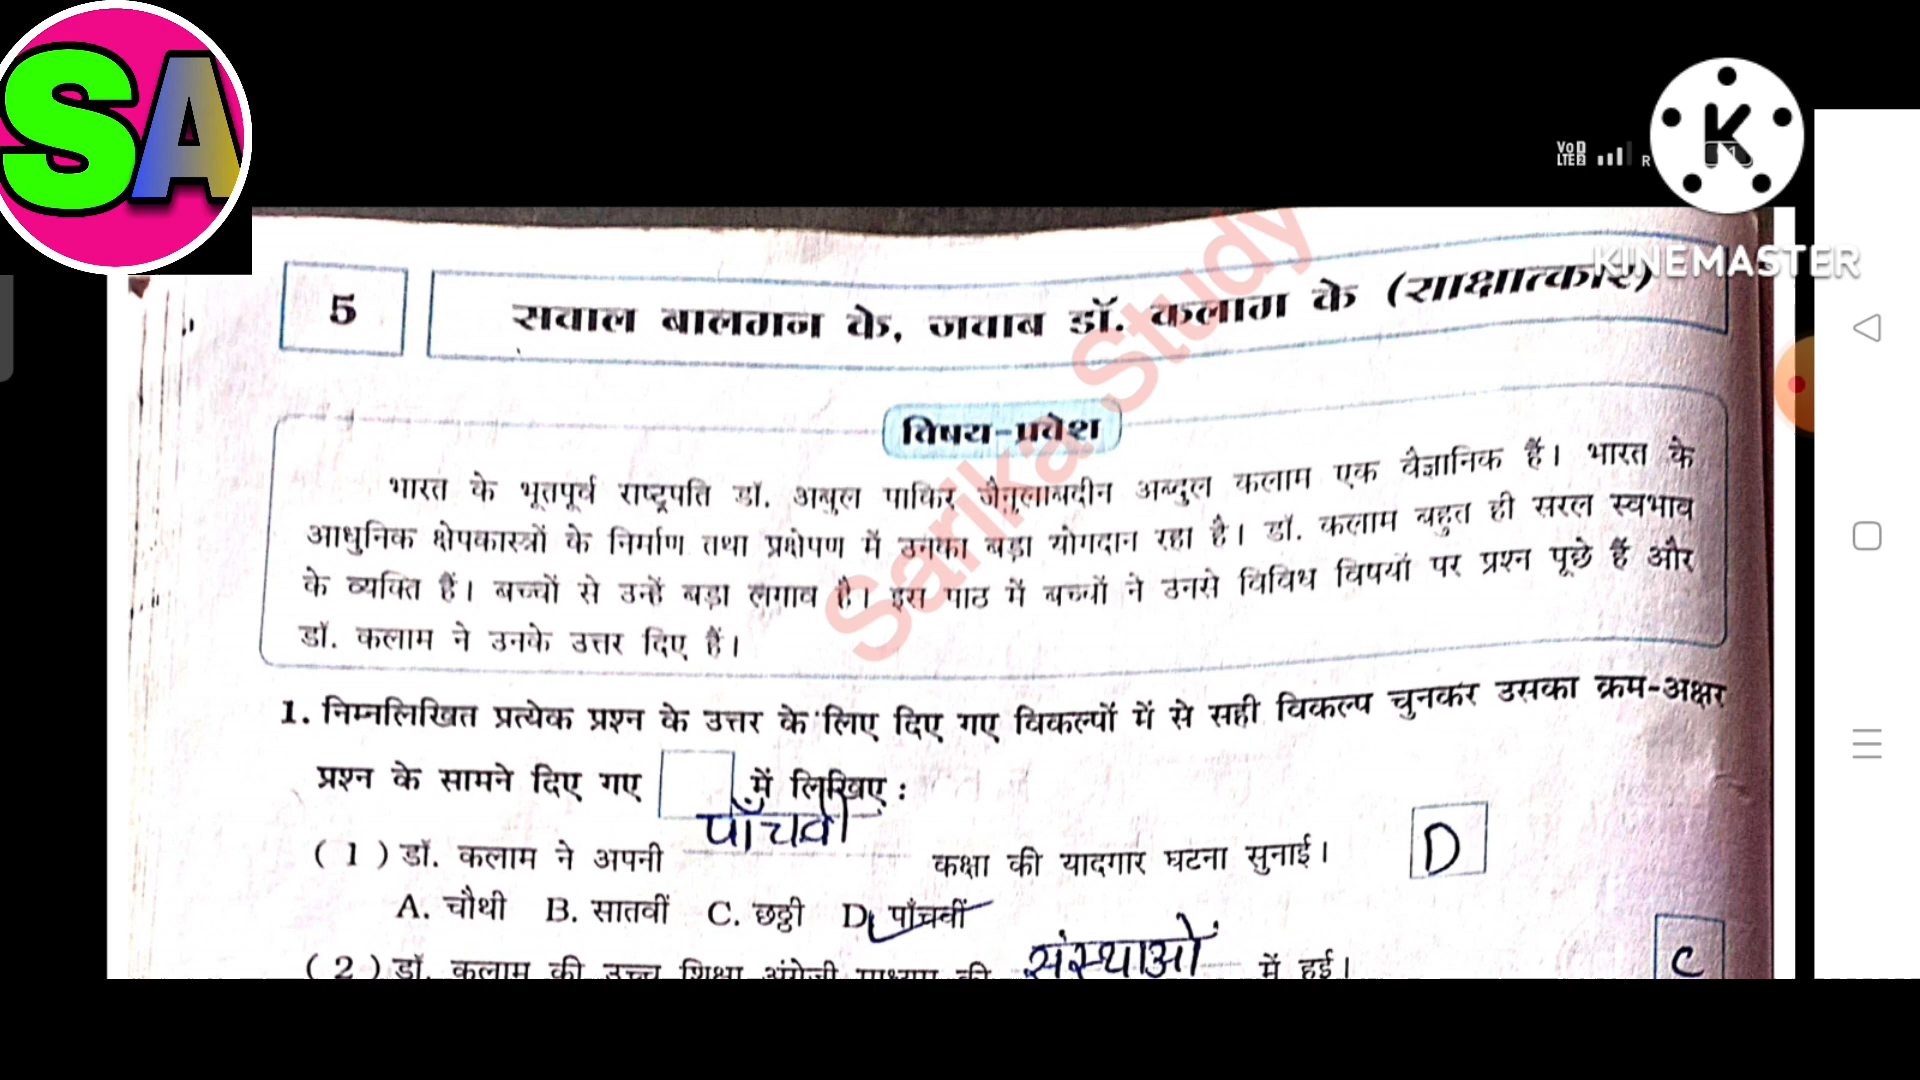 SA
VoLTE2
R
K
KINEMASTER
5
सवाल बालमन के, जवाब डॉ. कलाम के (साक्षात्कार)
Sarika Study
विषय-प्रवेश
भारत के भूतपूर्व राष्ट्रपति डॉ. अबुल पाकिर जैनुलाबदीन अब्दुल कलाम एक वैज्ञानिक हैं। भारत के
आधुनिक क्षेपकास्त्रों के निर्माण तथा प्रक्षेपण में उनका बड़ा योगदान रहा है। डॉ. कलाम बहुत ही सरल स्वभाव
के व्यक्ति हैं। बच्चों से उन्हें बड़ा लगाव है। इस पाठ में बच्चों ने उनसे विविध विषयों पर प्रश्न पूछे हैं और
डॉ. कलाम ने उनके उत्तर दिए हैं।
1. निम्नलिखित प्रत्येक प्रश्न के उत्तर के लिए दिए गए विकल्पों में से सही विकल्प चुनकर उसका क्रम-अक्षर
प्रश्न के सामने दिए गए में लिखिए :
( 1 ) डॉ. कलाम ने अपनी पाँचवीं कक्षा की यादगार घटना सुनाई। D
A. चौथी B. सातवीं C. छठ्ठी D. पाँचवीं
( 2 ) डॉ. कलाम की उच्च शिक्षा अंग्रेजी माध्यम की संस्थाओं में हुई। C